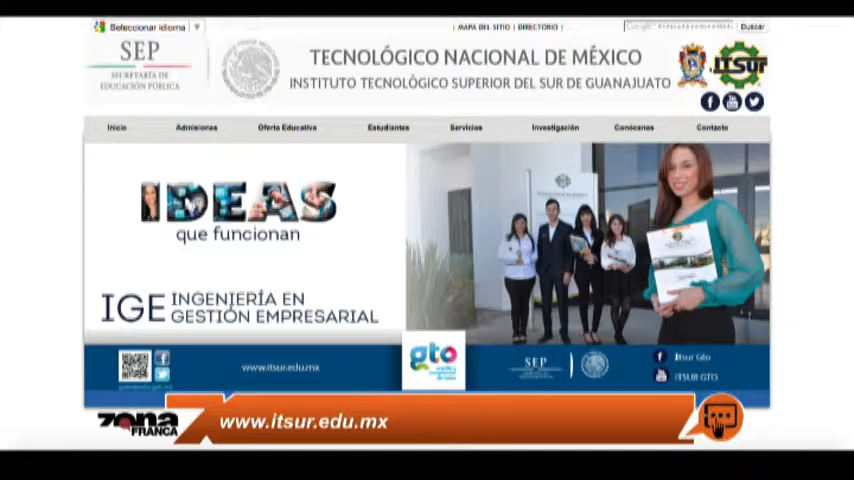 Seleccionar idioma
| MAPA DEL SITIO | DIRECTORIO |
Buscar
SEP
SECRETARÍA DE
EDUCACIÓN PÚBLICA
TECNOLÓGICO NACIONAL DE MÉXICO
INSTITUTO TECNOLÓGICO SUPERIOR DEL SUR DE GUANAJUATO
ITSUR
Inicio
Admisiones
Oferta Educativa
Estudiantes
Servicios
Investigación
Conócenos
Contacto
IDEAS
que funcionan
IGE INGENIERÍA EN
GESTIÓN EMPRESARIAL
www.itsur.edu.mx
gto
SEP
Itsur Gto
ITSUR GTO
ZONA
FRANCA
www.itsur.edu.mx